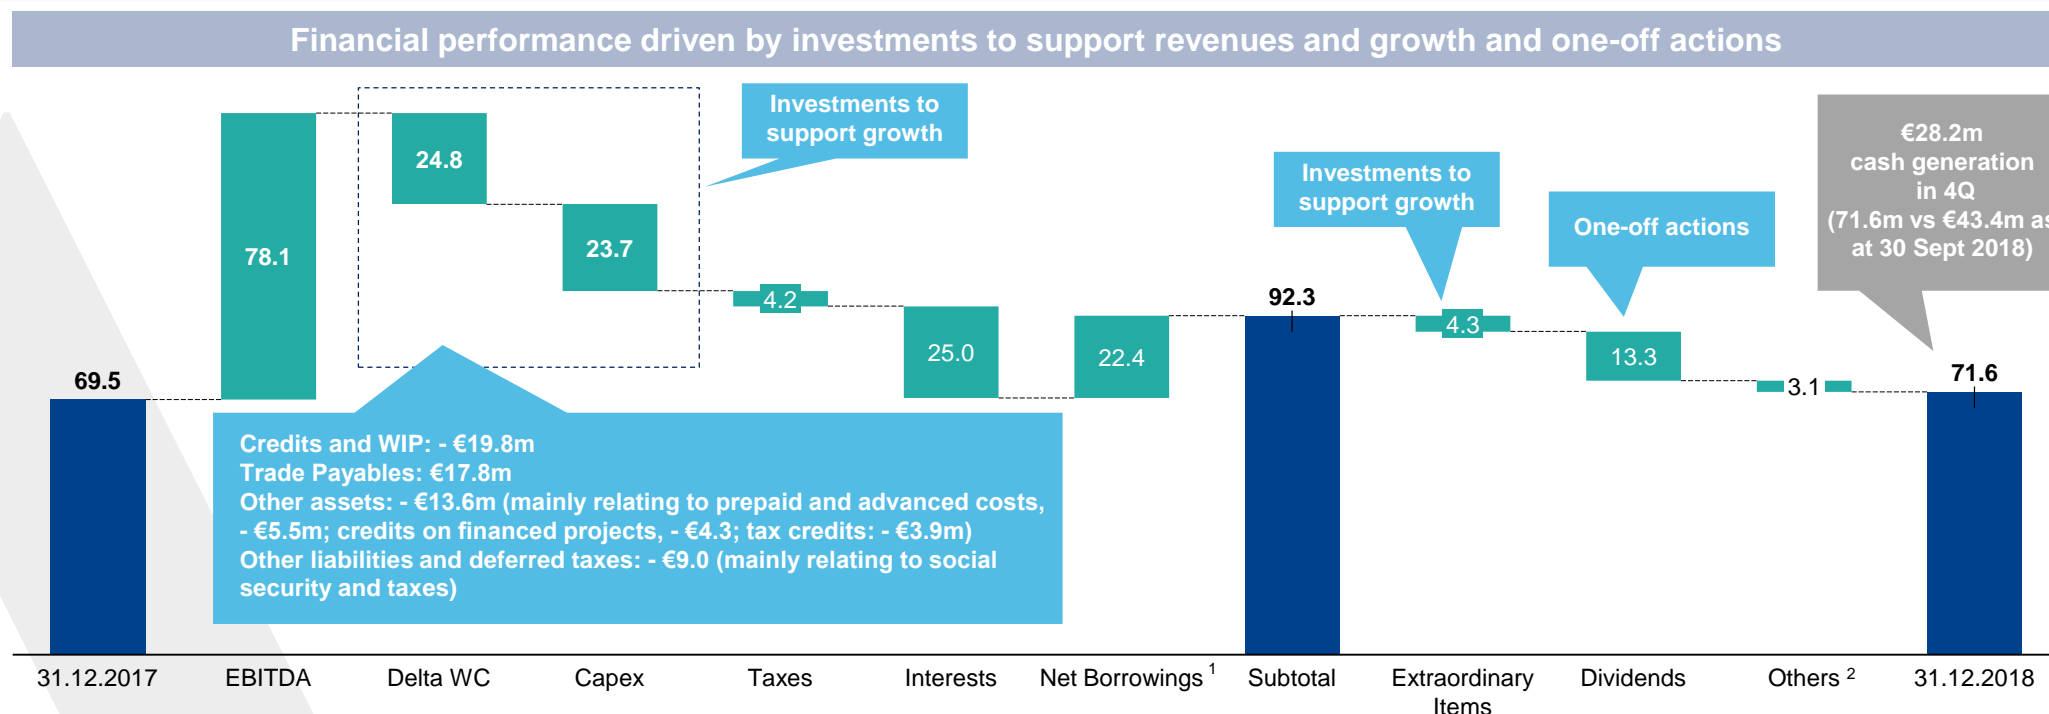 Financial performance driven by investments to support revenues and growth and one-off actions
Investments to
support growth
€28.2m
cash generation
in 4Q
(71.6m vs €43.4m as
at 30 Sept 2018)
Investments to
support growth
One-off actions
24.8
78.1
23.7
4.2
25.0
22.4
92.3
4.3
13.3
3.1
69.5
71.6
Credits and WIP: - €19.8m
Trade Payables: €17.8m
Other assets: - €13.6m (mainly relating to prepaid and advanced costs,
- €5.5m; credits on financed projects, - €4.3; tax credits: - €3.9m)
Other liabilities and deferred taxes: - €9.0 (mainly relating to social
security and taxes)
31.12.2017
EBITDA
Delta WC
Capex
Taxes
Interests
Net Borrowings 1
Subtotal
Extraordinary
Items
Dividends
Others 2
31.12.2018